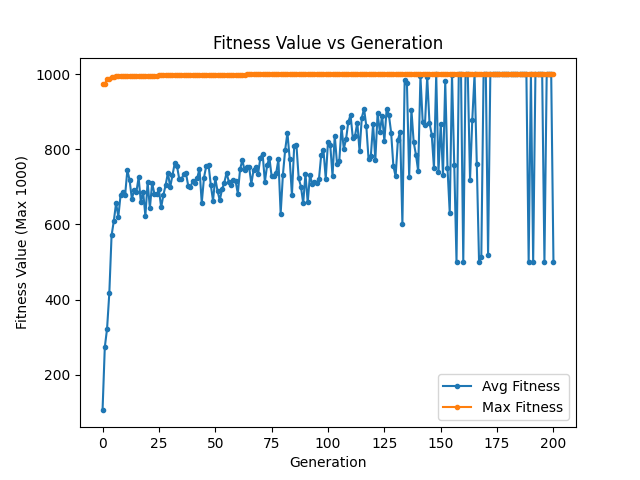 Fitness Value vs Generation
Fitness Value (Max 1000)
1000
800
600
400
200
0
25
50
75
100
125
150
175
200
Generation
Avg Fitness
Max Fitness